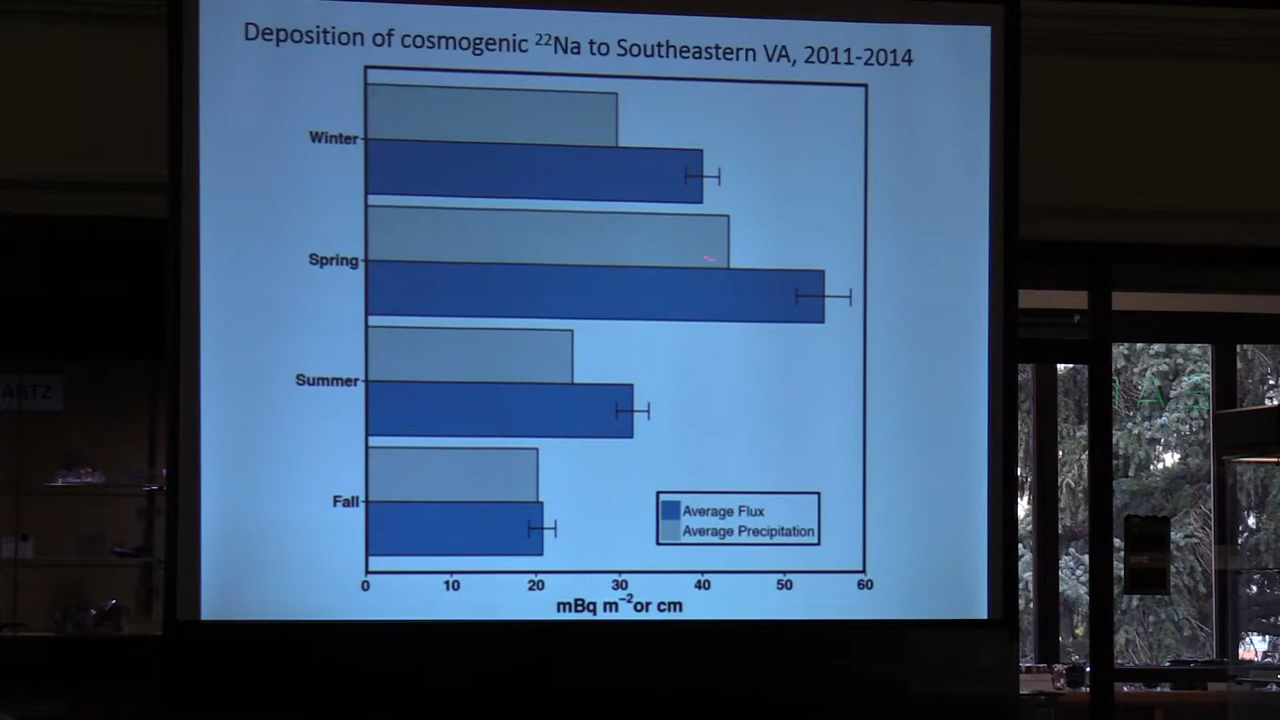 Deposition of cosmogenic ²²Na to Southeastern VA, 2011-2014
Winter
Spring
Summer
Fall
Average Flux
Average Precipitation
0 10 20 30 40 50 60
mBq m⁻²or cm